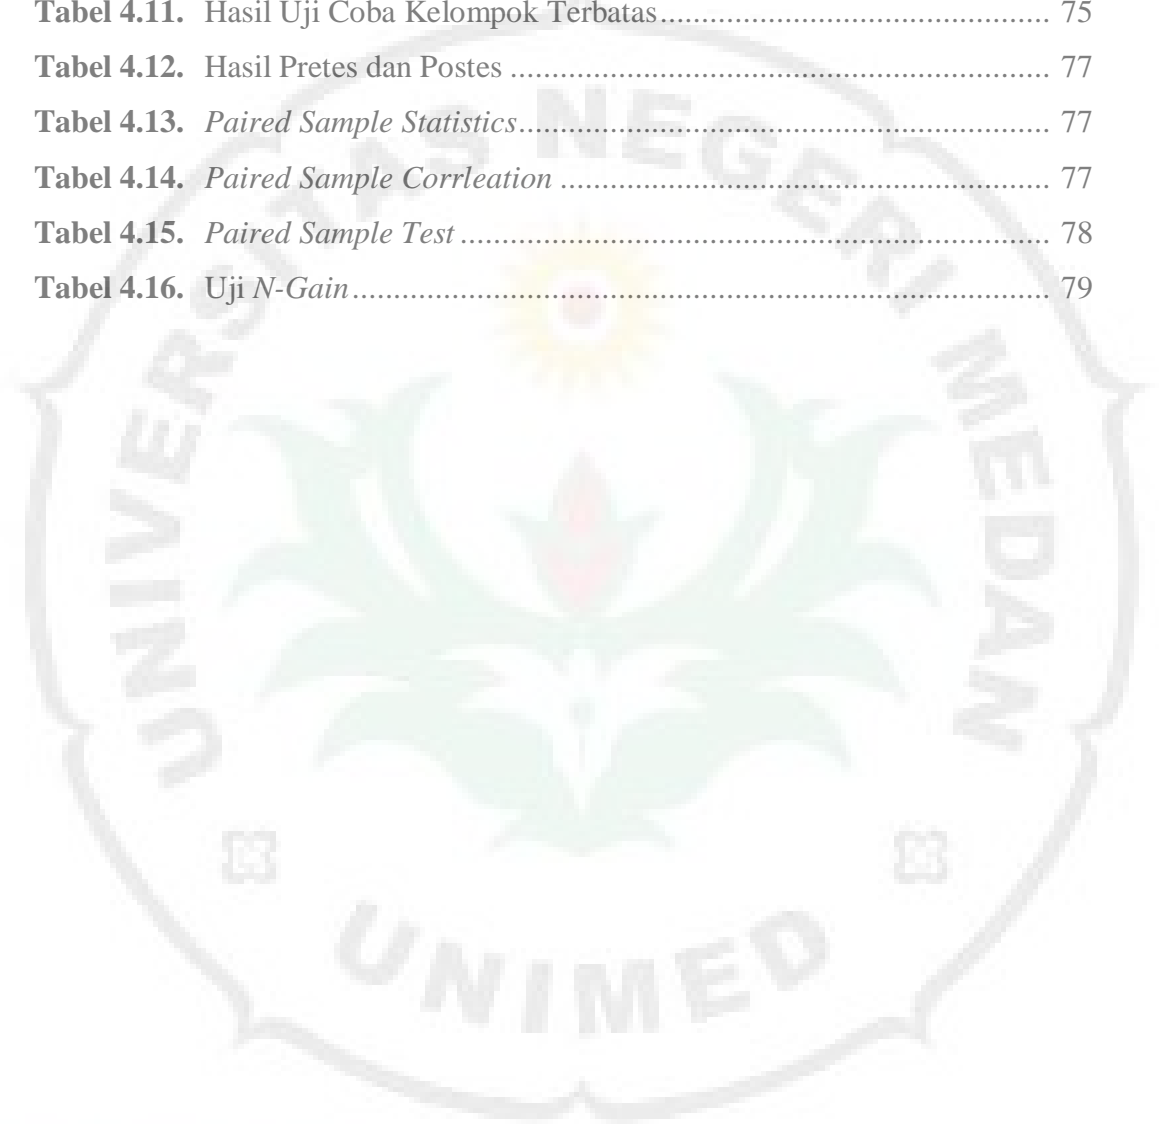 Tabel 4.11. Hasil Uji Coba Kelompok Terbatas.......................................... 75
Tabel 4.12. Hasil Pretes dan Postes .......................................................... 77
Tabel 4.13. Paired Sample Statistics......................................................... 77
Tabel 4.14. Paired Sample Corrleation ..................................................... 77
Tabel 4.15. Paired Sample Test ............................................................... 78
Tabel 4.16. Uji N-Gain........................................................................... 79
UNIVERSITAS NEGERI MEDAN
UNIMED